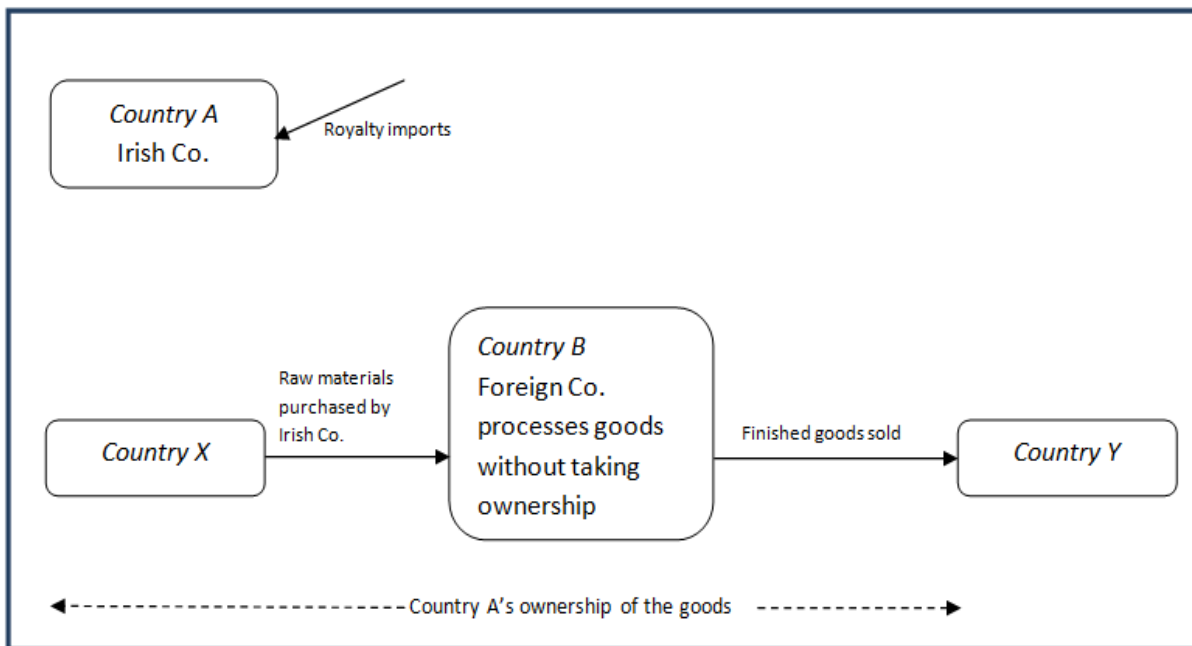 Country A
Irish Co.
Royalty imports
Country X
Raw materials
purchased by
Irish Co.
Country B
Foreign Co.
processes goods
without taking
ownership
Finished goods sold
Country Y
Country A's ownership of the goods